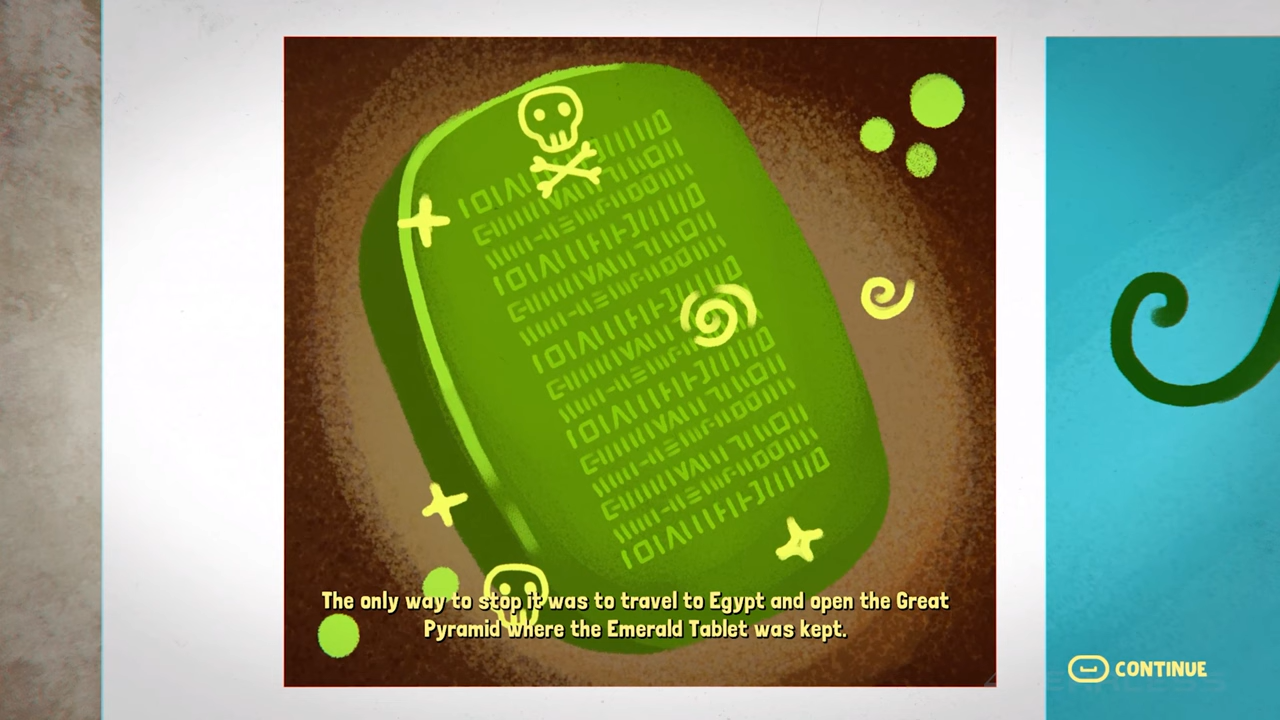 The only way to stop it was to travel to Egypt and open the Great
Pyramid where the Emerald Tablet was kept.
CONTINUE